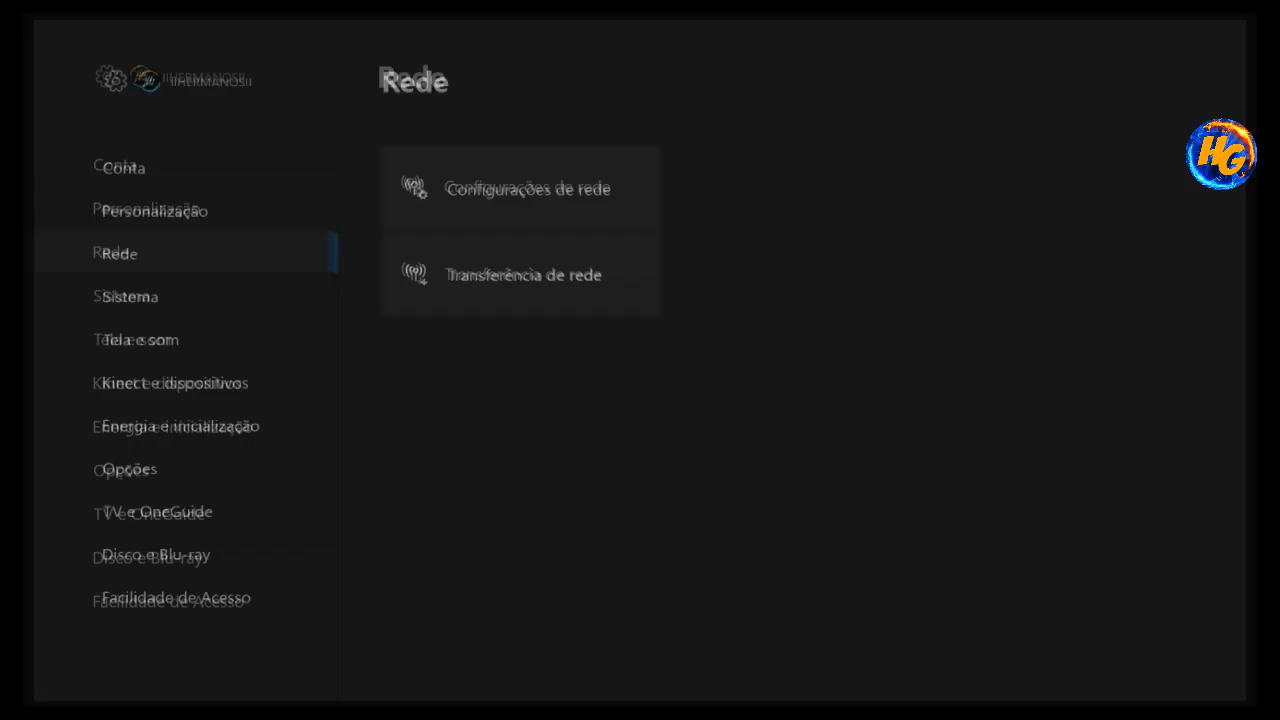 IIHERMANOSII
Rede
HG
Conta
Personalização
Rede
Sistema
Tela e som
Kinect e dispositivos
Energia e inicialização
Opções
TV e OneGuide
Disco e Blu-ray
Facilidade de Acesso
Configurações de rede
Transferência de rede